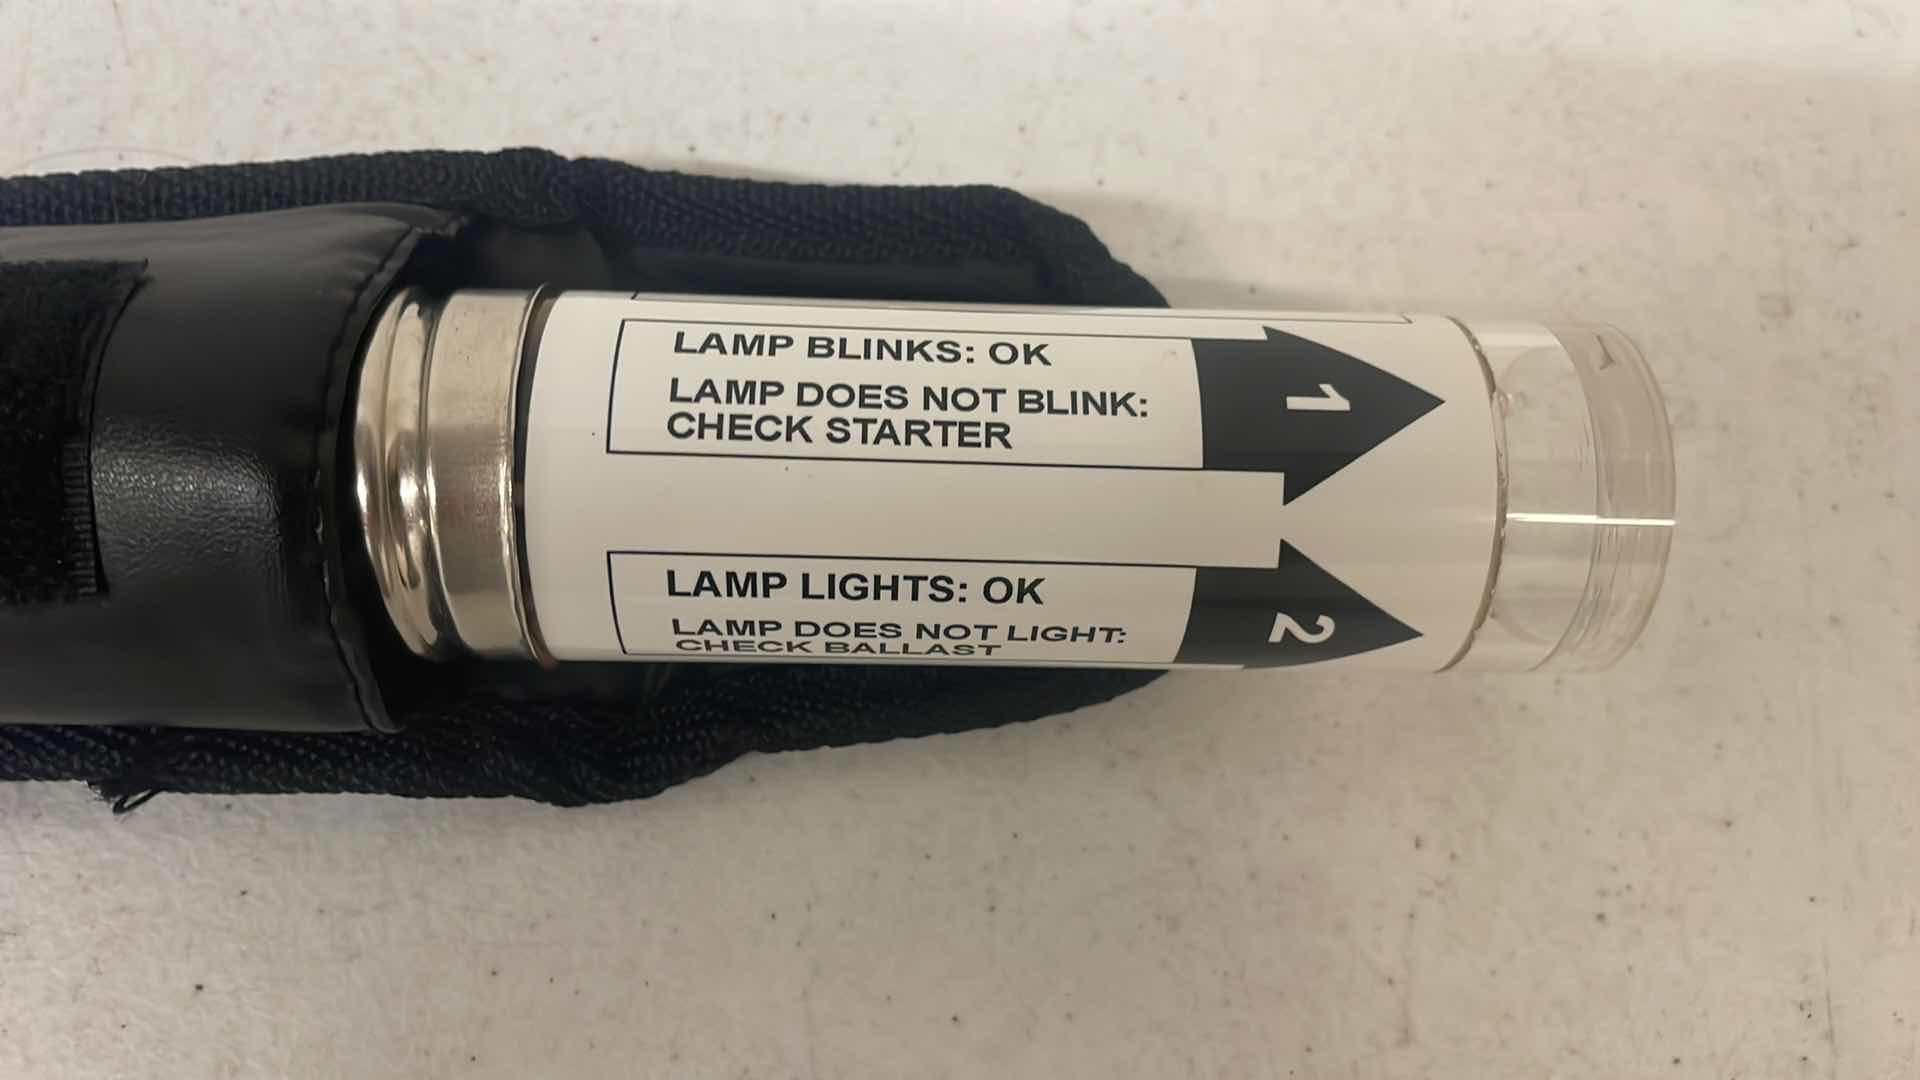 LAMP BLINKS: OK
LAMP DOES NOT BLINK:
CHECK STARTER
1
LAMP LIGHTS: OK
LAMP DOES NOT LIGHT:
CHECK BALLAST
2